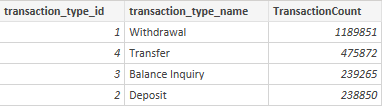 transaction_type_id transaction_type_name TransactionCount
1 Withdrawal 1189851
4 Transfer 475872
3 Balance Inquiry 239265
2 Deposit 238850